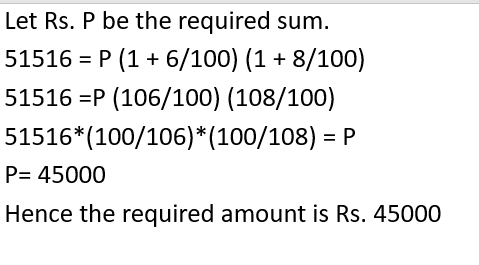 Let Rs. P be the required sum.
51516 = P (1 + 6/100) (1 + 8/100)
51516 =P (106/100) (108/100)
51516*(100/106)*(100/108) = P
P= 45000
Hence the required amount is Rs. 45000